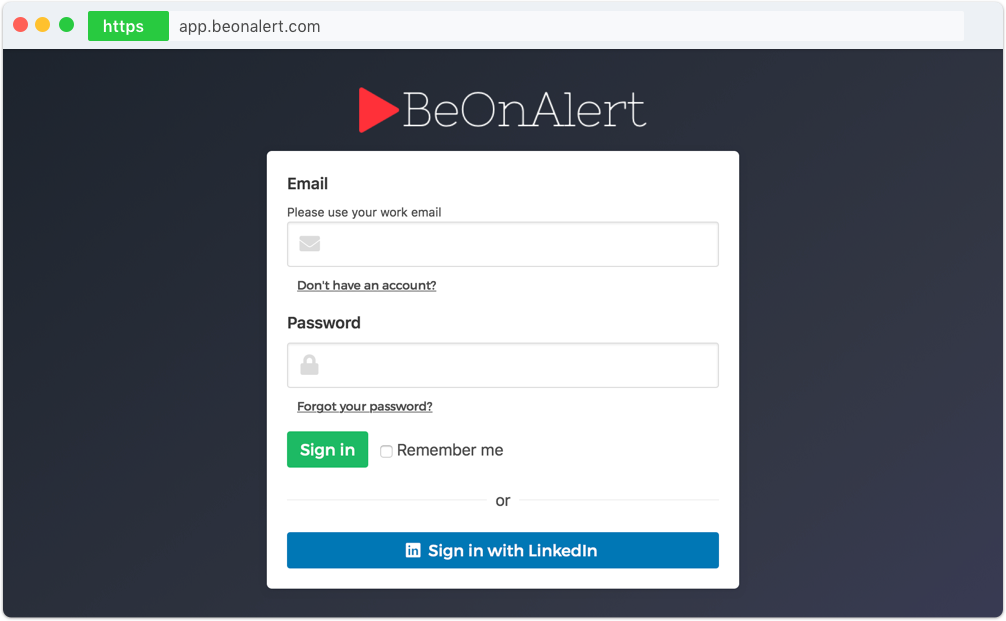 https app.beonalert.com
BeOnAlert
Email
Please use your work email
Don't have an account?
Password
Forgot your password?
Sign in Remember me
or
in Sign in with LinkedIn